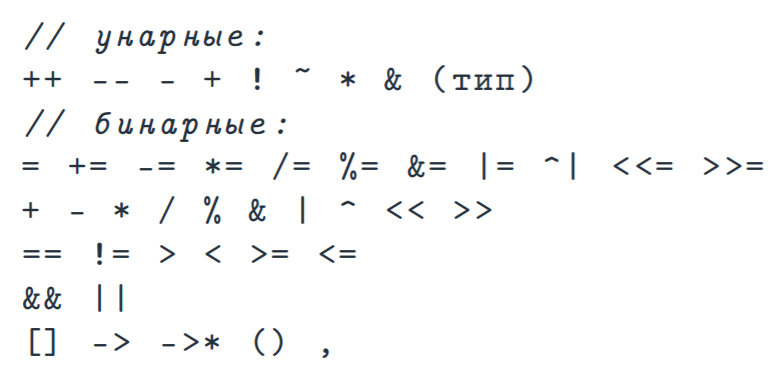 // унарные:
++ -- - + ! ~ * & (тип)
// бинарные:
= += -= *= /= %= &= |= ^| <<= >>=
+ - * / % & | ^ << >>
== != > < >= <=
&& ||
[] -> ->* () ,